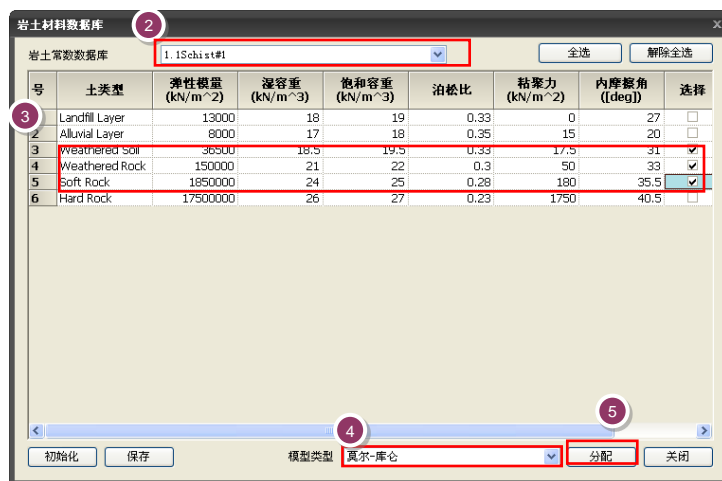 岩土材料数据库
2
x
岩土常数数据库 1.1Schist#1 全选 解除全选
号 土类型 弹性模量 (kN/m^2) 湿容重 (kN/m^3) 饱和容重 (kN/m^3) 泊松比 粘聚力 (kN/m^2) 内摩擦角 ([deg]) 选择
3
Landfill Layer 13000 18 19 0.33 0 27
2 Alluvial Layer 8000 17 18 0.35 15 20
3 Weathered Soil 36500 18.5 19.5 0.33 17.5 31
4 Weathered Rock 150000 21 22 0.3 50 33
5 Soft Rock 1850000 24 25 0.28 180 35.5
6 Hard Rock 17500000 26 27 0.23 1750 40.5
4
5
初始化 保存 模型类型 莫尔-库仑 分配 关闭